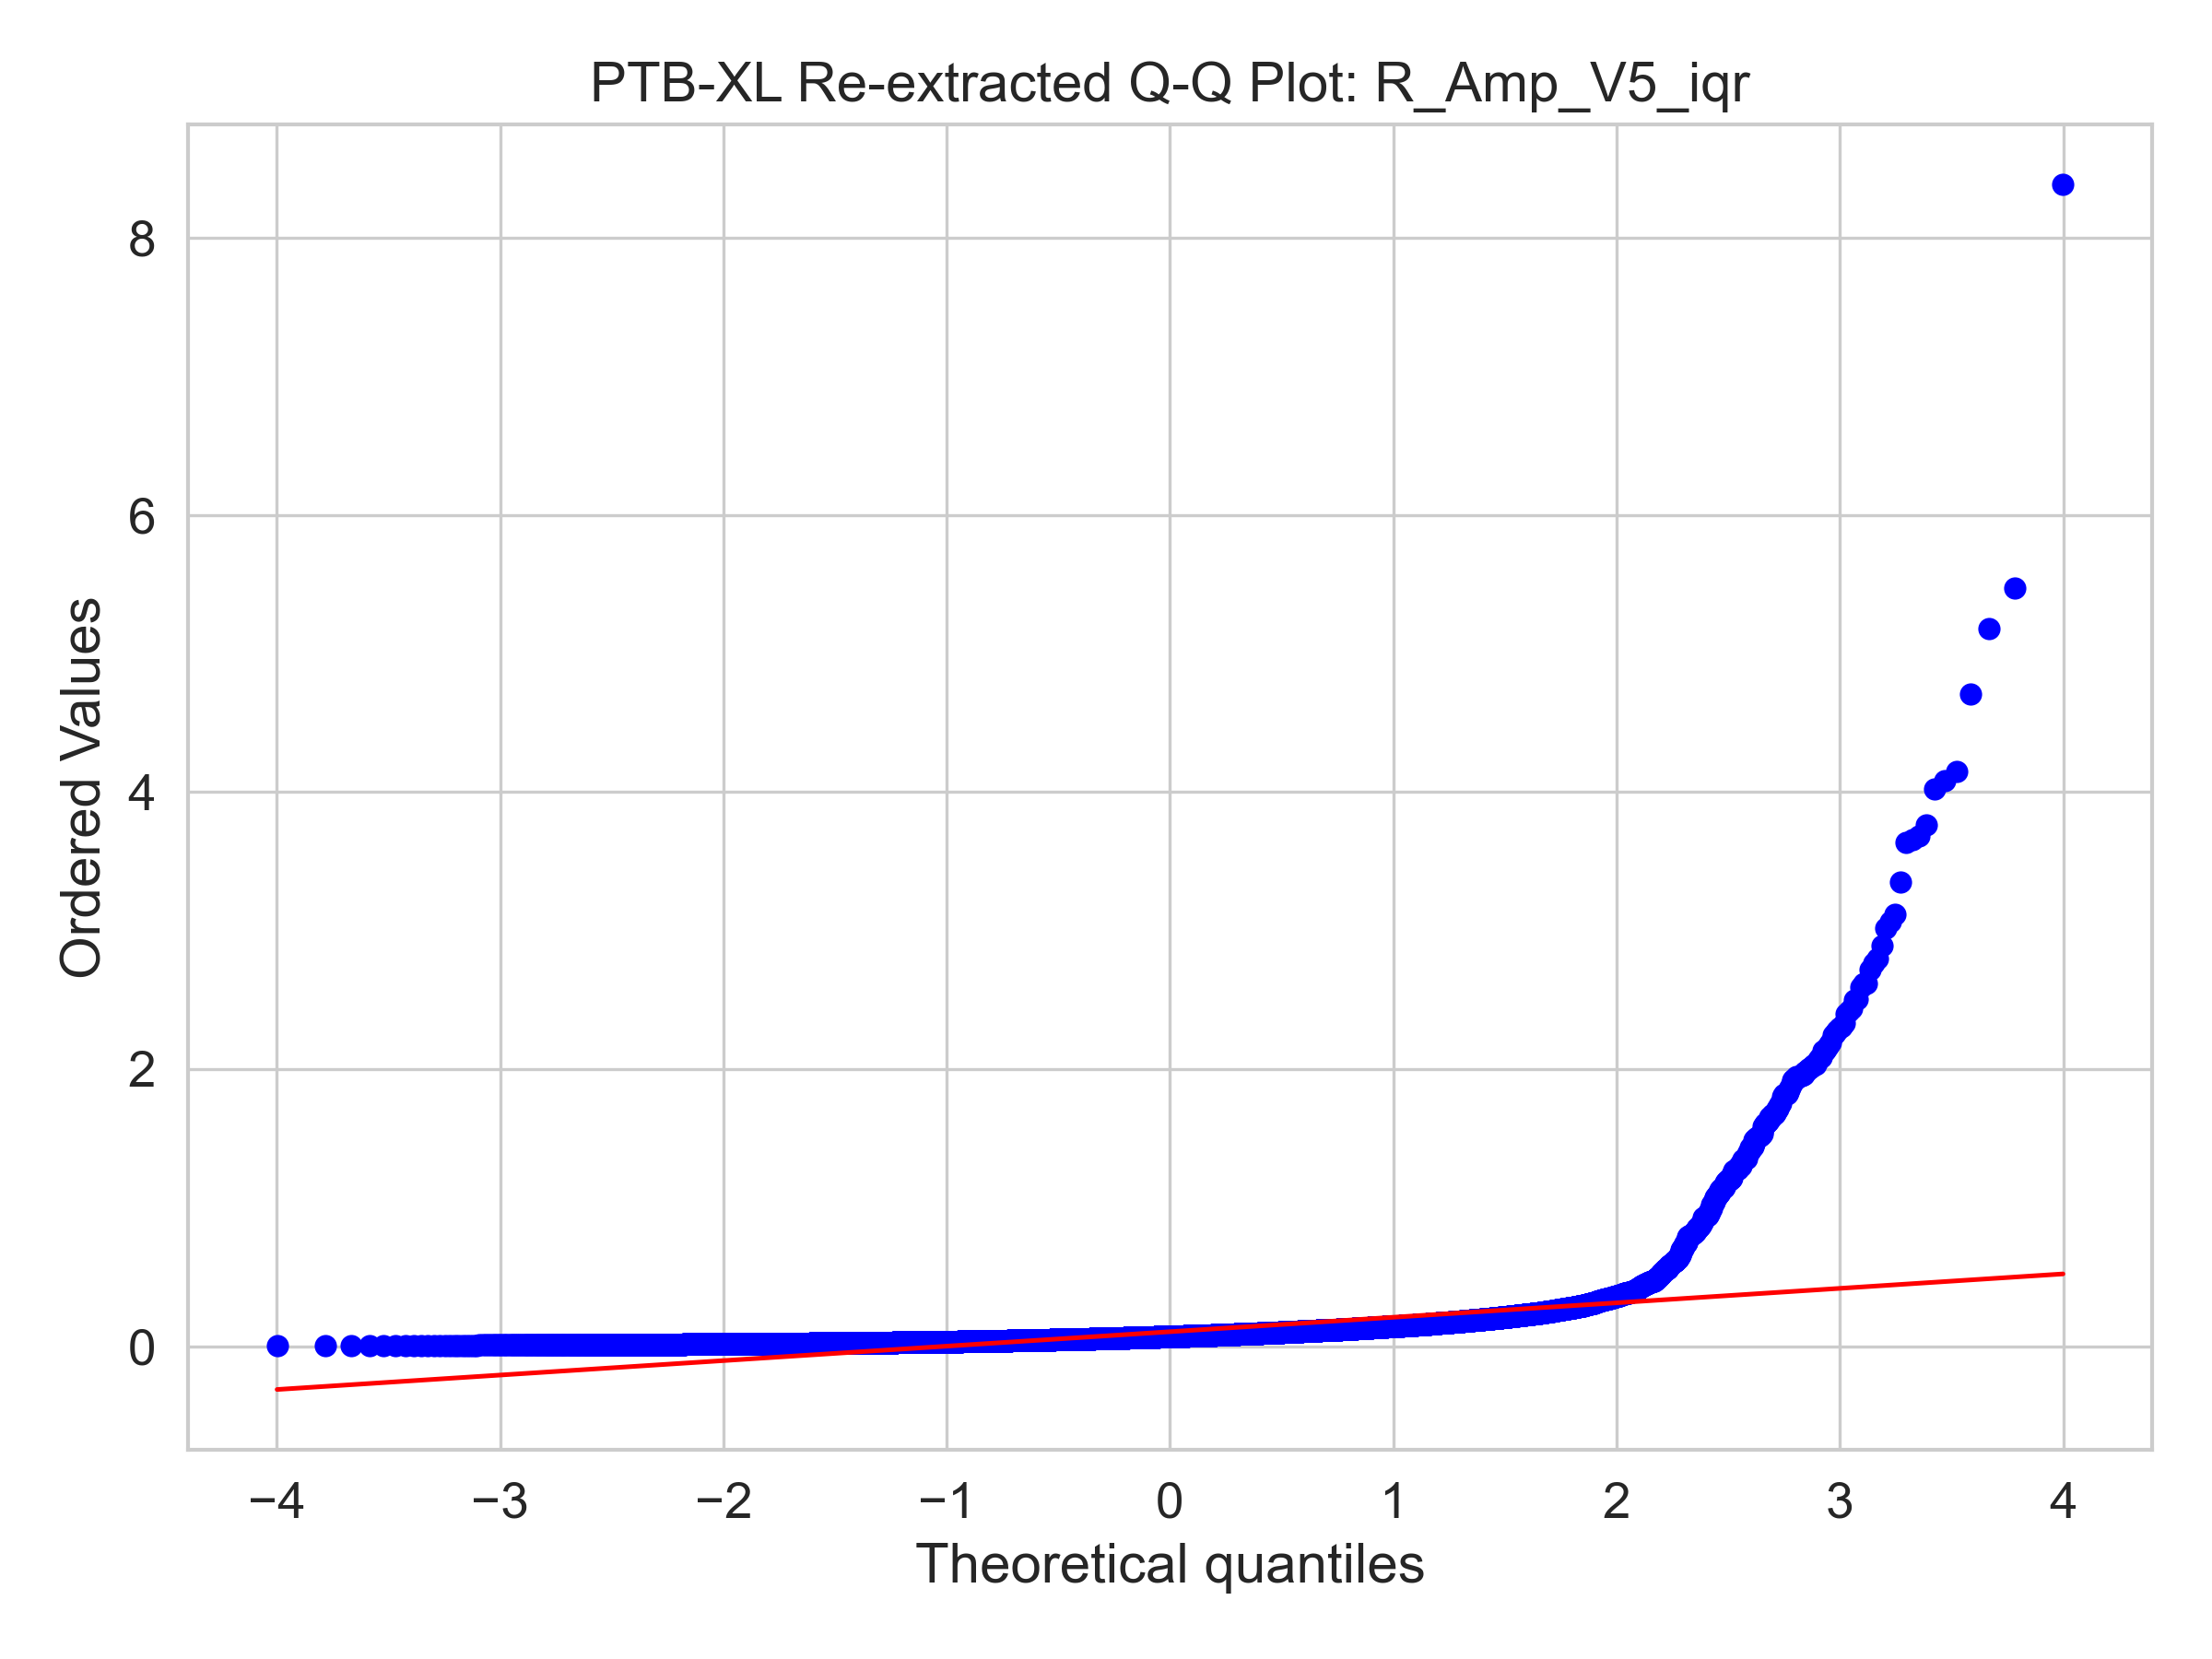 PTB-XL Re-extracted Q-Q Plot: R_Amp_V5_iqr
8
6
4
2
0
Ordered Values
−4 −3 −2 −1 0 1 2 3 4
Theoretical quantiles